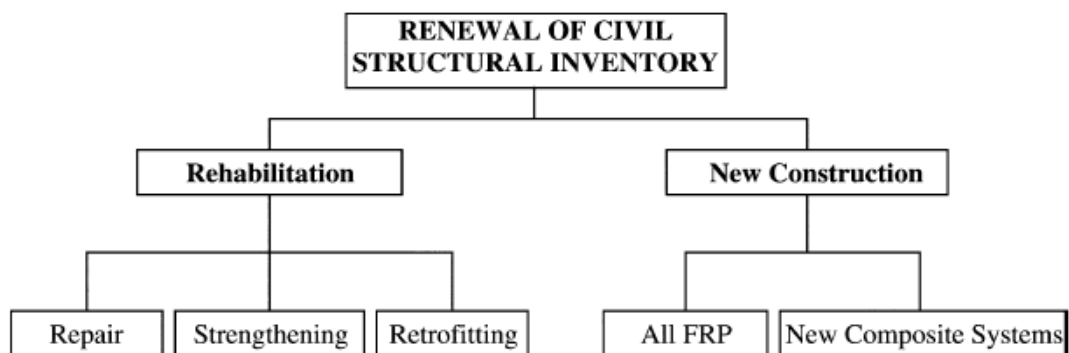 RENEWAL OF CIVIL
STRUCTURAL INVENTORY
Rehabilitation
New Construction
Repair
Strengthening
Retrofitting
All FRP
New Composite Systems